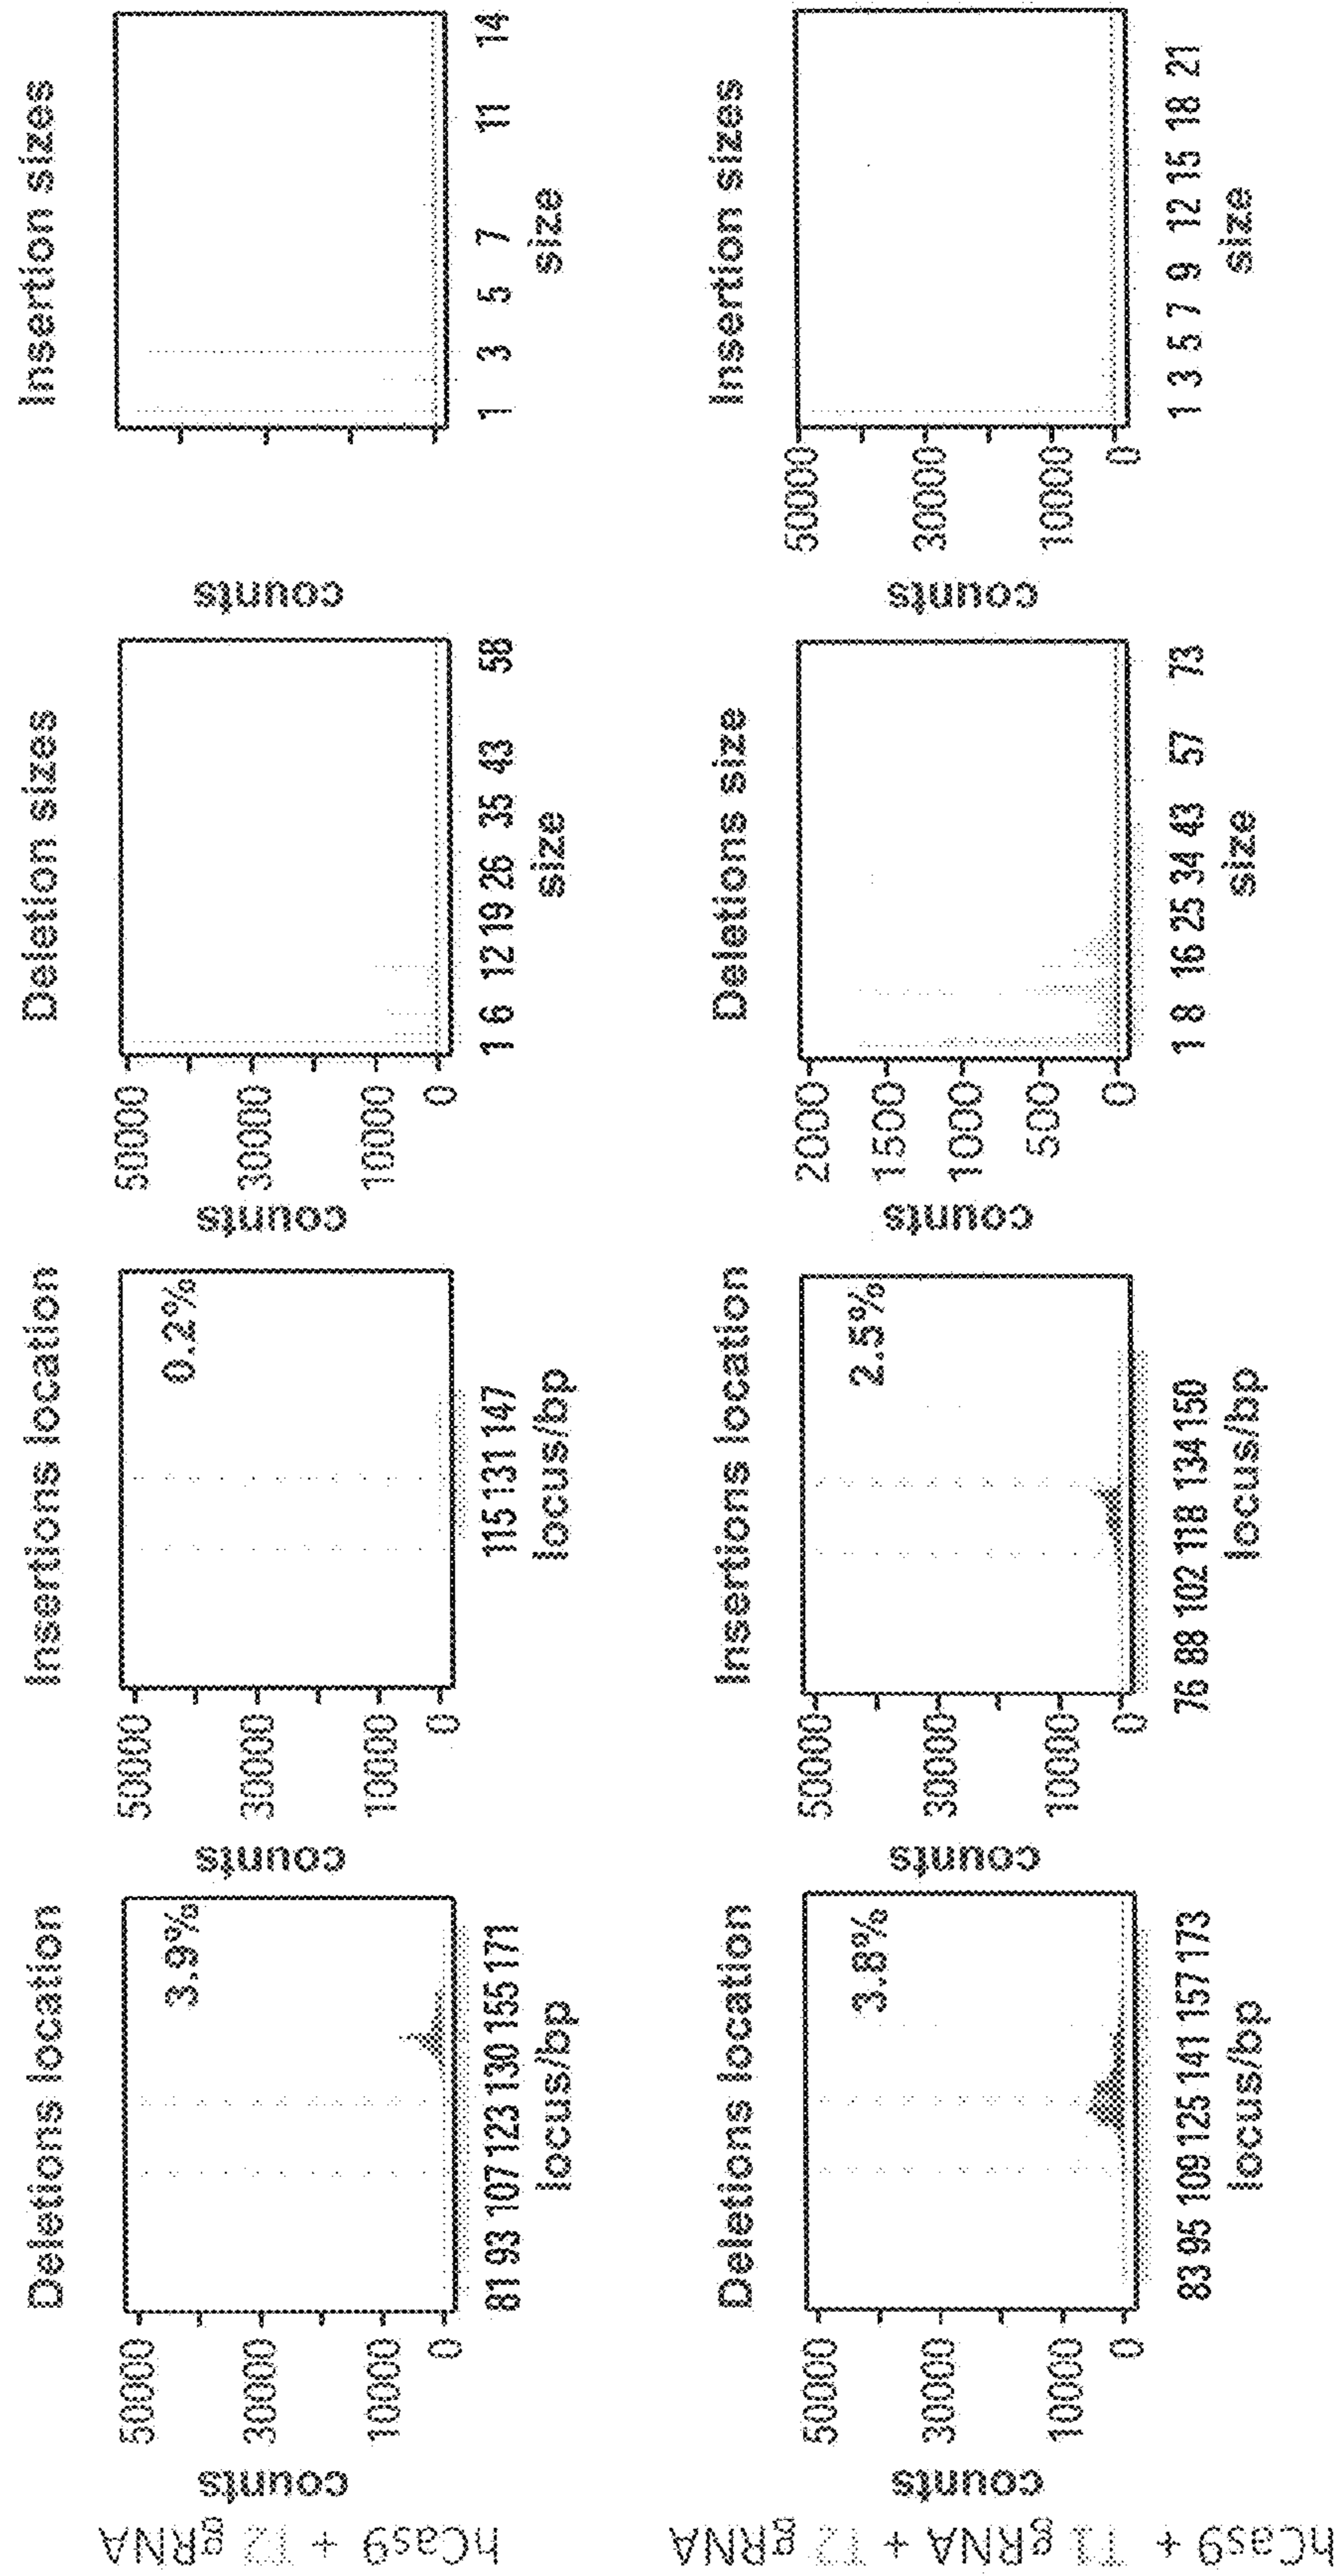 hCas9 + T2 gRNA
Deletions location
counts
50000
30000
10000
0
3.9%
81 93 107 123 130 155 171
locus/bp
Insertions location
counts
50000
30000
10000
0
0.2%
115 131 147
locus/bp
Deletion sizes
counts
50000
30000
10000
0
1 6 12 19 26 35 43 58
size
Insertion sizes
counts
1 3 5 7 11 14
size
hCas9 + T1 gRNA + T2 gRNA
Deletions location
counts
50000
30000
10000
0
3.8%
83 95 109 125 141 157 173
locus/bp
Insertions location
counts
50000
30000
10000
0
2.5%
76 88 102 118 134 150
locus/bp
Deletions size
counts
2000
1500
1000
500
0
1 8 16 25 34 43 57 73
size
Insertion sizes
counts
50000
30000
10000
0
1 3 5 7 9 12 15 18 21
size